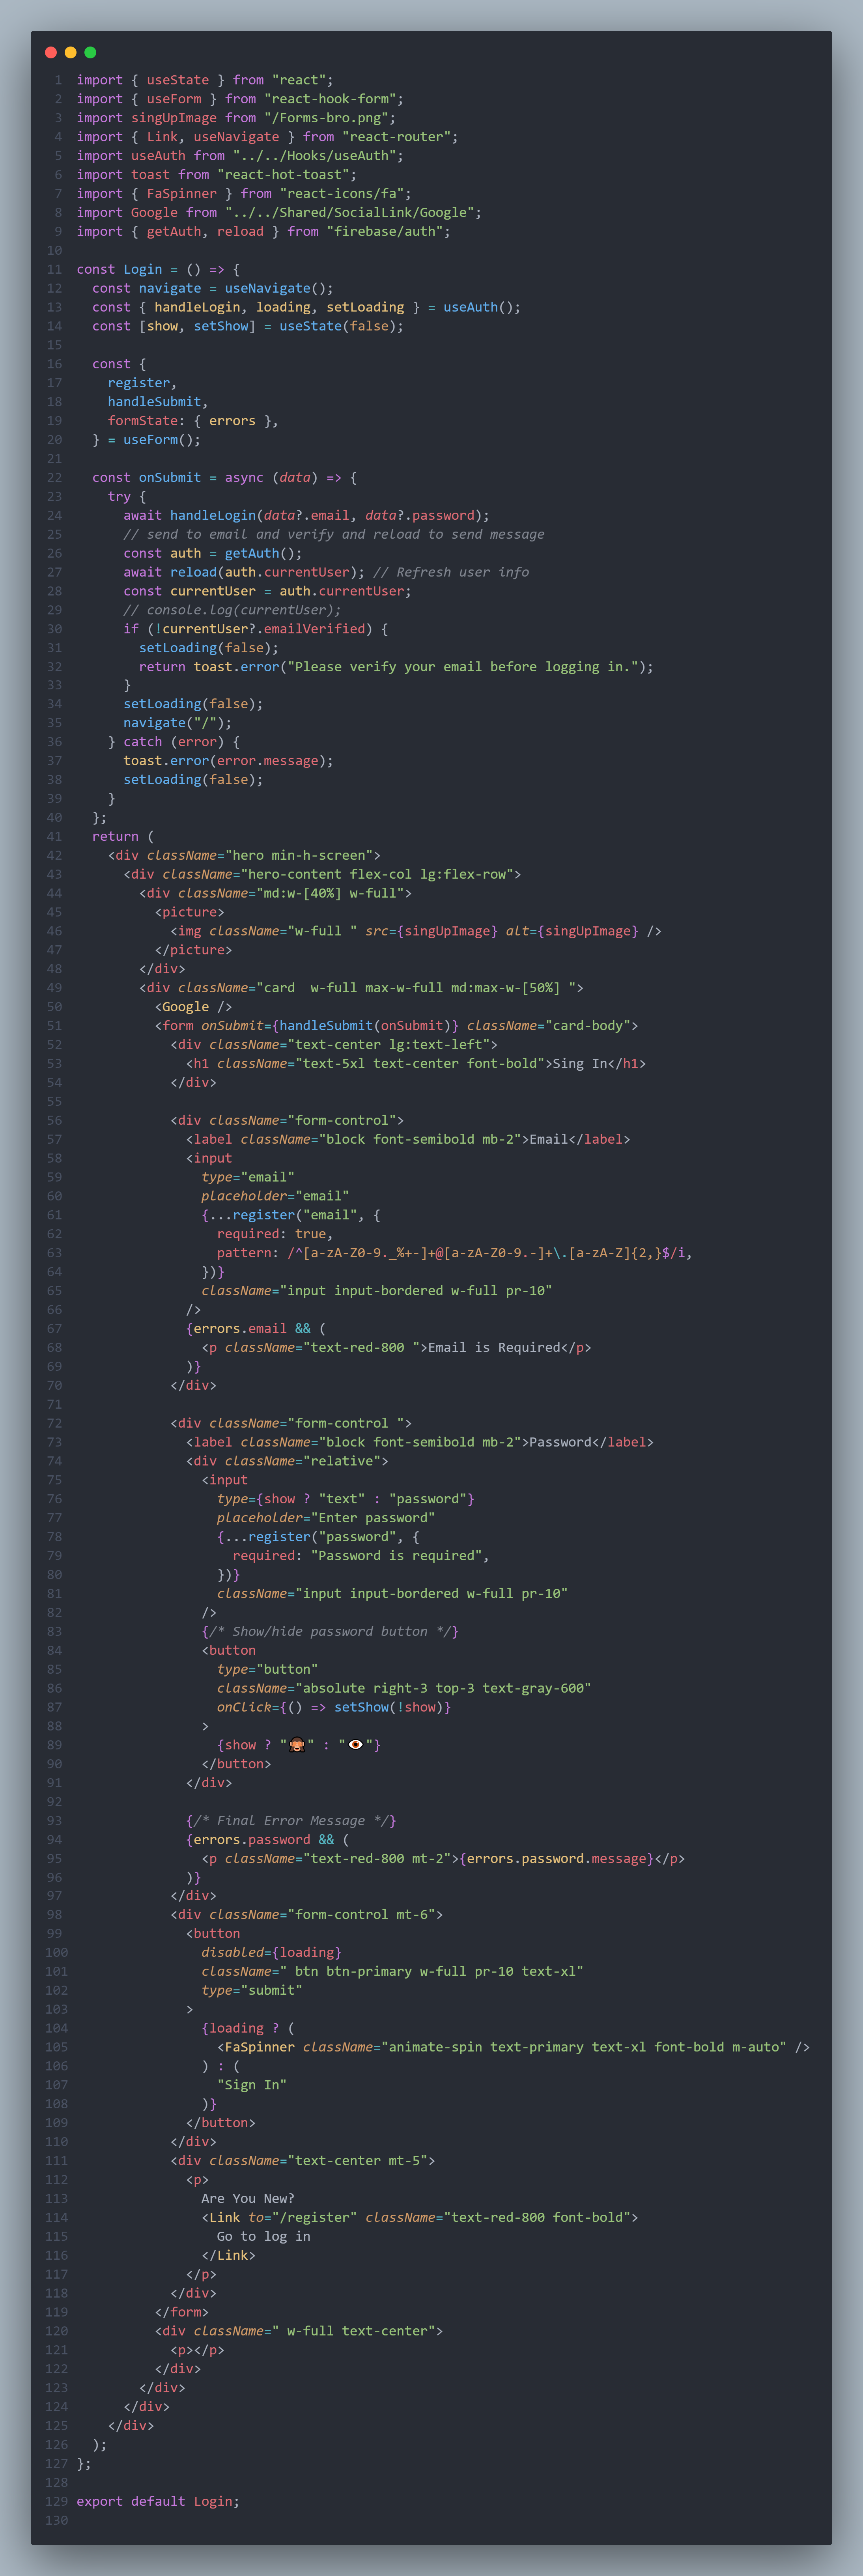 1 import { useState } from "react";
2 import { useForm } from "react-hook-form";
3 import singUpImage from "/Forms-bro.png";
4 import { Link, useNavigate } from "react-router";
5 import useAuth from "../../Hooks/useAuth";
6 import toast from "react-hot-toast";
7 import { FaSpinner } from "react-icons/fa";
8 import Google from "../../Shared/SocialLink/Google";
9 import { getAuth, reload } from "firebase/auth";
10
11 const Login = () => {
12   const navigate = useNavigate();
13   const { handleLogin, loading, setLoading } = useAuth();
14   const [show, setShow] = useState(false);
15
16   const {
17     register,
18     handleSubmit,
19     formState: { errors },
20   } = useForm();
21
22   const onSubmit = async (data) => {
23     try {
24       await handleLogin(data?.email, data?.password);
25       // send to email and verify and reload to send message
26       const auth = getAuth();
27       await reload(auth.currentUser); // Refresh user info
28       const currentUser = auth.currentUser;
29       // console.log(currentUser);
30       if (!currentUser?.emailVerified) {
31         setLoading(false);
32         return toast.error("Please verify your email before logging in.");
33       }
34       setLoading(false);
35       navigate("/");
36     } catch (error) {
37       toast.error(error.message);
38       setLoading(false);
39     }
40   };
41   return (
42     <div className="hero min-h-screen">
43       <div className="hero-content flex-col lg:flex-row">
44         <div className="md:w-[40%] w-full">
45           <picture>
46             <img className="w-full " src={singUpImage} alt={singUpImage} />
47           </picture>
48         </div>
49         <div className="card  w-full max-w-full md:max-w-[50%] ">
50           <Google />
51           <form onSubmit={handleSubmit(onSubmit)} className="card-body">
52             <div className="text-center lg:text-left">
53               <h1 className="text-5xl text-center font-bold">Sing In</h1>
54             </div>
55
56             <div className="form-control">
57               <label className="block font-semibold mb-2">Email</label>
58               <input
59                 type="email"
60                 placeholder="email"
61                 {...register("email", {
62                   required: true,
63                   pattern: /^[a-zA-Z0-9._%+-]+@[a-zA-Z0-9.-]+\.[a-zA-Z]{2,}$/i,
64                 })}
65                 className="input input-bordered w-full pr-10"
66               />
67               {errors.email && (
68                 <p className="text-red-800 ">Email is Required</p>
69               )}
70             </div>
71
72             <div className="form-control ">
73               <label className="block font-semibold mb-2">Password</label>
74               <div className="relative">
75                 <input
76                   type={show ? "text" : "password"}
77                   placeholder="Enter password"
78                   {...register("password", {
79                     required: "Password is required",
80                   })}
81                   className="input input-bordered w-full pr-10"
82                 />
83                 {/* Show/hide password button */}
84                 <button
85                   type="button"
86                   className="absolute right-3 top-3 text-gray-600"
87                   onClick={() => setShow(!show)}
88                 >
89                   {show ? "🙈" : "👁️"}
90                 </button>
91               </div>
92
93               {/* Final Error Message */}
94               {errors.password && (
95                 <p className="text-red-800 mt-2">{errors.password.message}</p>
96               )}
97             </div>
98             <div className="form-control mt-6">
99               <button
100                 disabled={loading}
101                 className=" btn btn-primary w-full pr-10 text-xl"
102                 type="submit"
103               >
104                 {loading ? (
105                   <FaSpinner className="animate-spin text-primary text-xl font-bold m-auto" />
106                 ) : (
107                   "Sign In"
108                 )}
109               </button>
110             </div>
111             <div className="text-center mt-5">
112               <p>
113                 Are You New?
114                 <Link to="/register" className="text-red-800 font-bold">
115                   Go to log in
116                 </Link>
117               </p>
118             </div>
119           </form>
120           <div className=" w-full text-center">
121             <p></p>
122           </div>
123         </div>
124       </div>
125     </div>
126   );
127 };
128
129 export default Login;
130